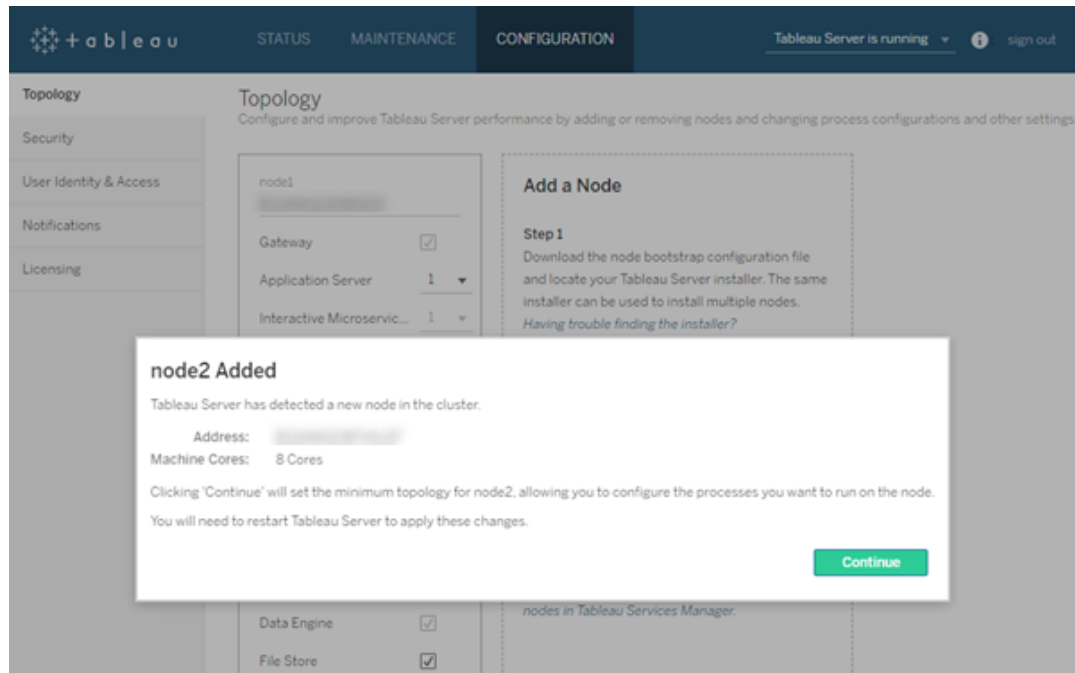 + a b l e a u
STATUS
MAINTENANCE
CONFIGURATION
Tableau Server is running
i
sign out
Topology
Security
User Identity & Access
Notifications
Licensing
Topology
Configure and improve Tableau Server performance by adding or removing nodes and changing process configurations and other settings
node1
Gateway
Application Server 1
Interactive Microservic... 1
Add a Node
Step 1
Download the node bootstrap configuration file
and locate your Tableau Server installer. The same
installer can be used to install multiple nodes.
Having trouble finding the installer?
node2 Added
Tableau Server has detected a new node in the cluster.
Address:
Machine Cores: 8 Cores
Clicking 'Continue' will set the minimum topology for node2, allowing you to configure the processes you want to run on the node.
You will need to restart Tableau Server to apply these changes.
Continue
Data Engine
File Store
nodes in Tableau Services Manager.